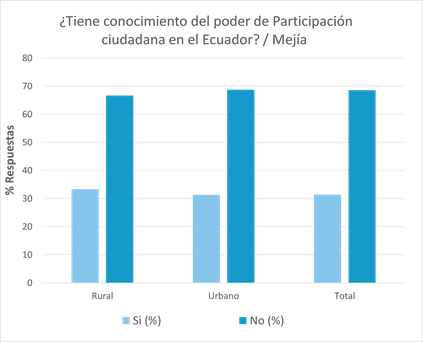 ¿Tiene conocimiento del poder de Participación
ciudadana en el Ecuador? / Mejía
80
70
60
50
40
30
20
10
0
% Respuestas
Rural
Urbano
Total
Si (%)
No (%)